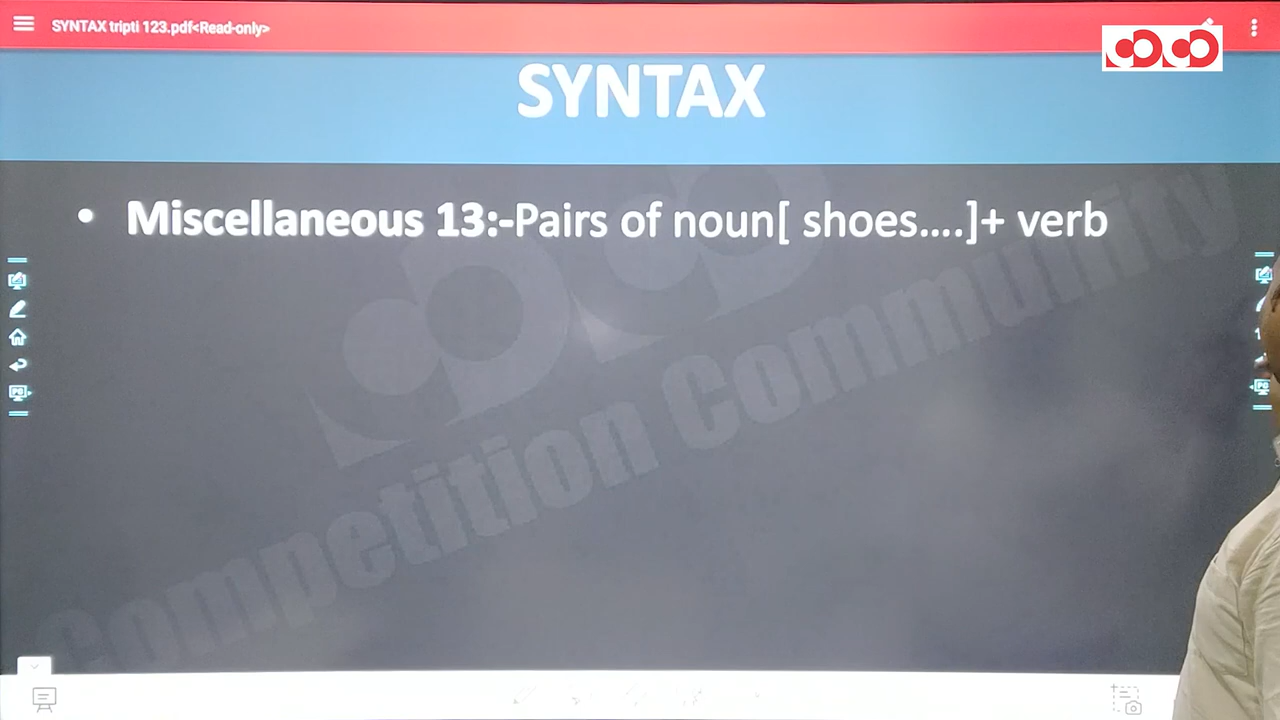 SYNTAX tripti 123.pdf<Read-only>
SYNTAX
• Miscellaneous 13:-Pairs of noun[ shoes....]+ verb
Competition Community